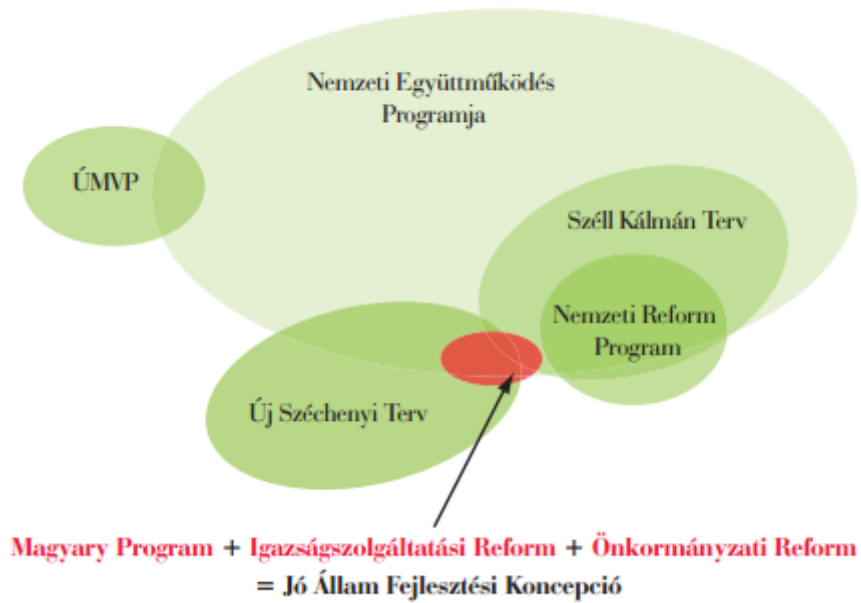 Nemzeti Együttműködés
Programja
ÚMVP
Széll Kálmán Terv
Nemzeti Reform
Program
Új Széchenyi Terv
Magyary Program + Igazságszolgáltatási Reform + Önkormányzati Reform
= Jó Állam Fejlesztési Koncepció